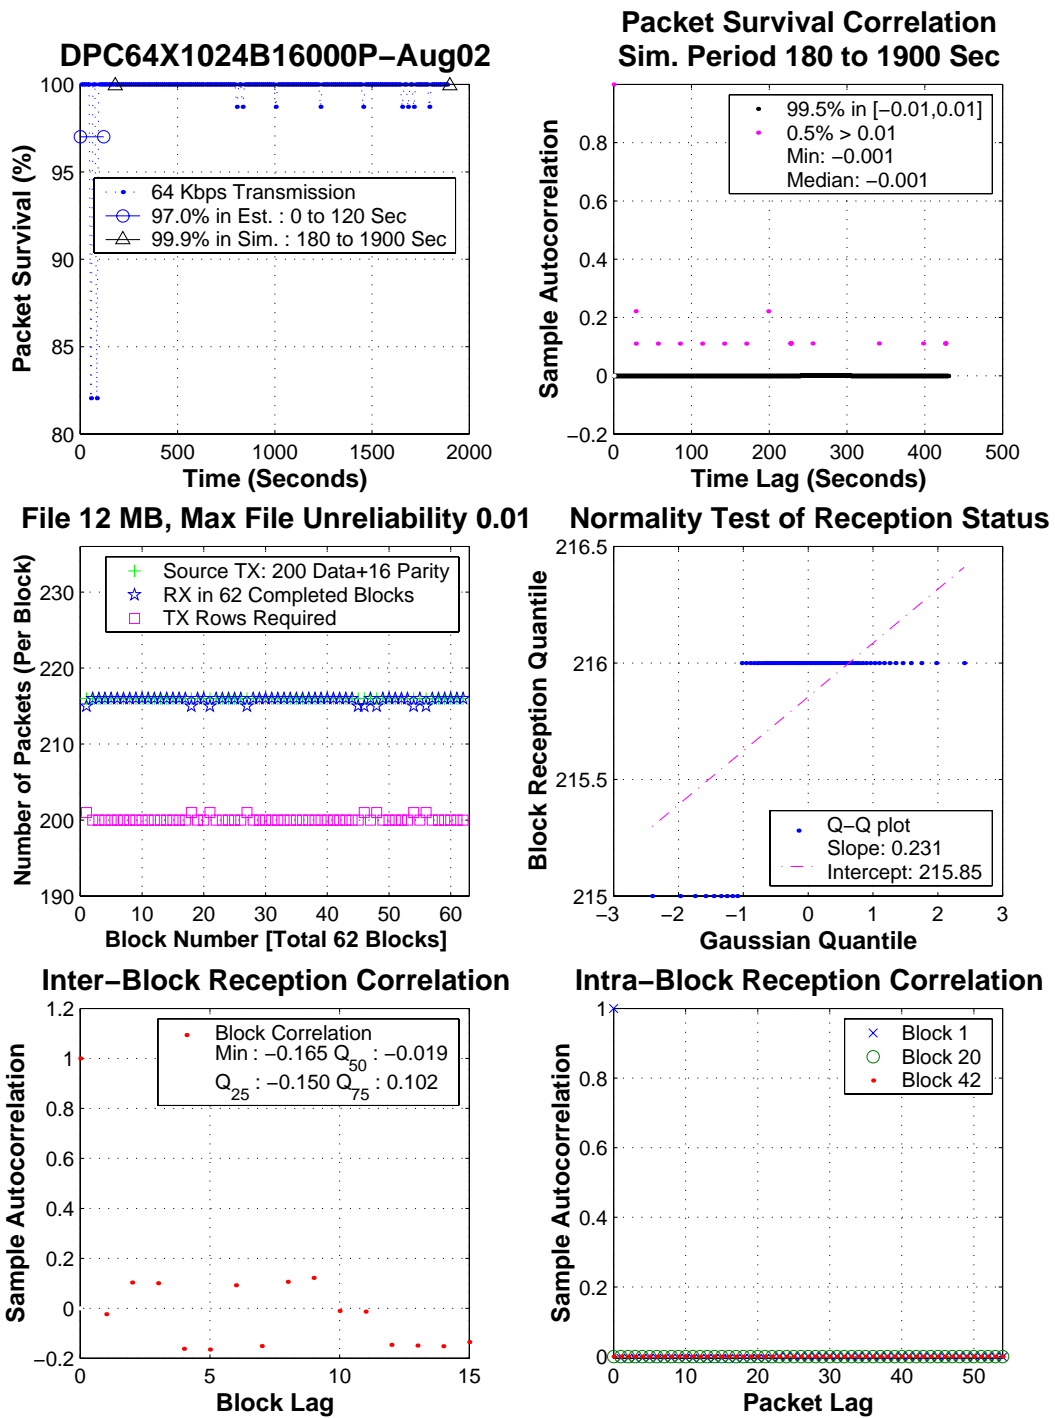 DPC64X1024B16000P−Aug02
100
95
90
85
80
0
500
1000
1500
2000
Packet Survival (%)
Time (Seconds)
64 Kbps Transmission
97.0% in Est. : 0 to 120 Sec
99.9% in Sim. : 180 to 1900 Sec
Packet Survival Correlation
Sim. Period 180 to 1900 Sec
0.8
0.6
0.4
0.2
0
−0.2
0
100
200
300
400
500
Sample Autocorrelation
Time Lag (Seconds)
99.5% in [−0.01,0.01]
0.5% > 0.01
Min: −0.001
Median: −0.001
File 12 MB, Max File Unreliability 0.01
230
220
210
200
190
0
10
20
30
40
50
60
Number of Packets (Per Block)
Block Number [Total 62 Blocks]
Source TX: 200 Data+16 Parity
RX in 62 Completed Blocks
TX Rows Required
Normality Test of Reception Status
216.5
216
215.5
215
−3
−2
−1
0
1
2
3
Block Reception Quantile
Gaussian Quantile
Q−Q plot
Slope: 0.231
Intercept: 215.85
Inter−Block Reception Correlation
1.2
1
0.8
0.6
0.4
0.2
0
−0.2
0
5
10
15
Sample Autocorrelation
Block Lag
Block Correlation
Min : −0.165 Q50 : −0.019
Q25 : −0.150 Q75 : 0.102
Intra−Block Reception Correlation
1
0.8
0.6
0.4
0.2
0
0
10
20
30
40
50
Sample Autocorrelation
Packet Lag
Block 1
Block 20
Block 42